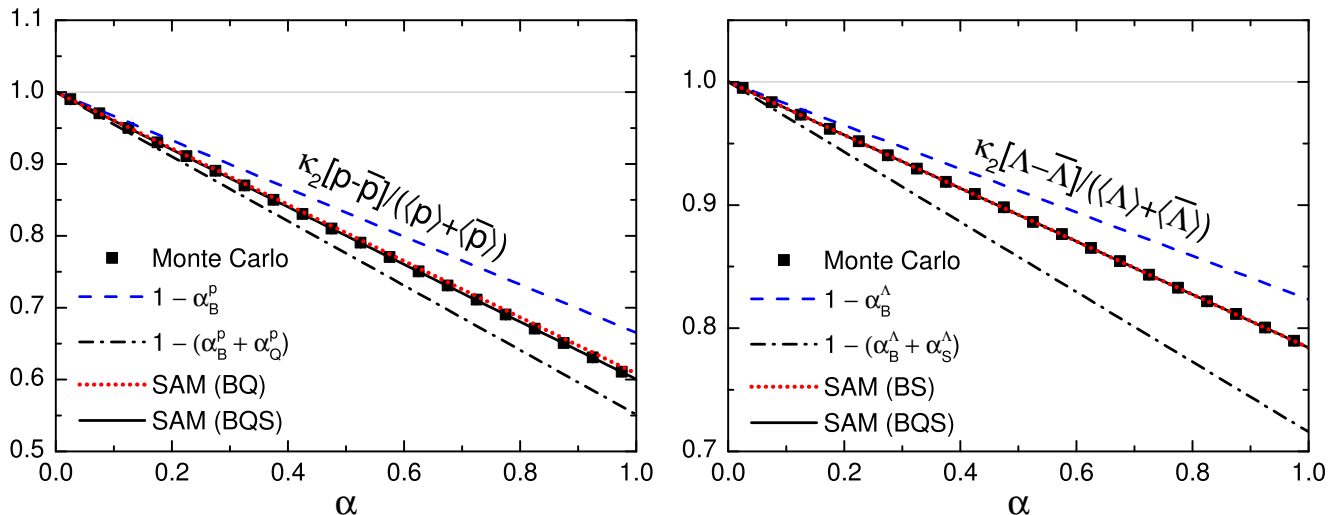 1.1
1.0
0.9
0.8
0.7
0.6
0.5
κ₂[p-p̅]/(⟨p⟩+⟨p̅⟩)
Monte Carlo
1 − α_B^p
1 − (α_B^p + α_Q^p)
SAM (BQ)
SAM (BQS)
0.0 0.2 0.4 0.6 0.8 1.0
α
1.0
0.9
0.8
0.7
κ₂[Λ-Λ̅]/(⟨Λ⟩+⟨Λ̅⟩)
Monte Carlo
1 − α_B^Λ
1 − (α_B^Λ + α_S^Λ)
SAM (BS)
SAM (BQS)
0.0 0.2 0.4 0.6 0.8 1.0
α